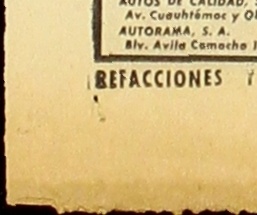 AUTOS DE CALIDAD, S
Av. Cuauhtémoc y O
AUTORAMA, S. A.
Blv. Avila Camacho
REFACCIONES